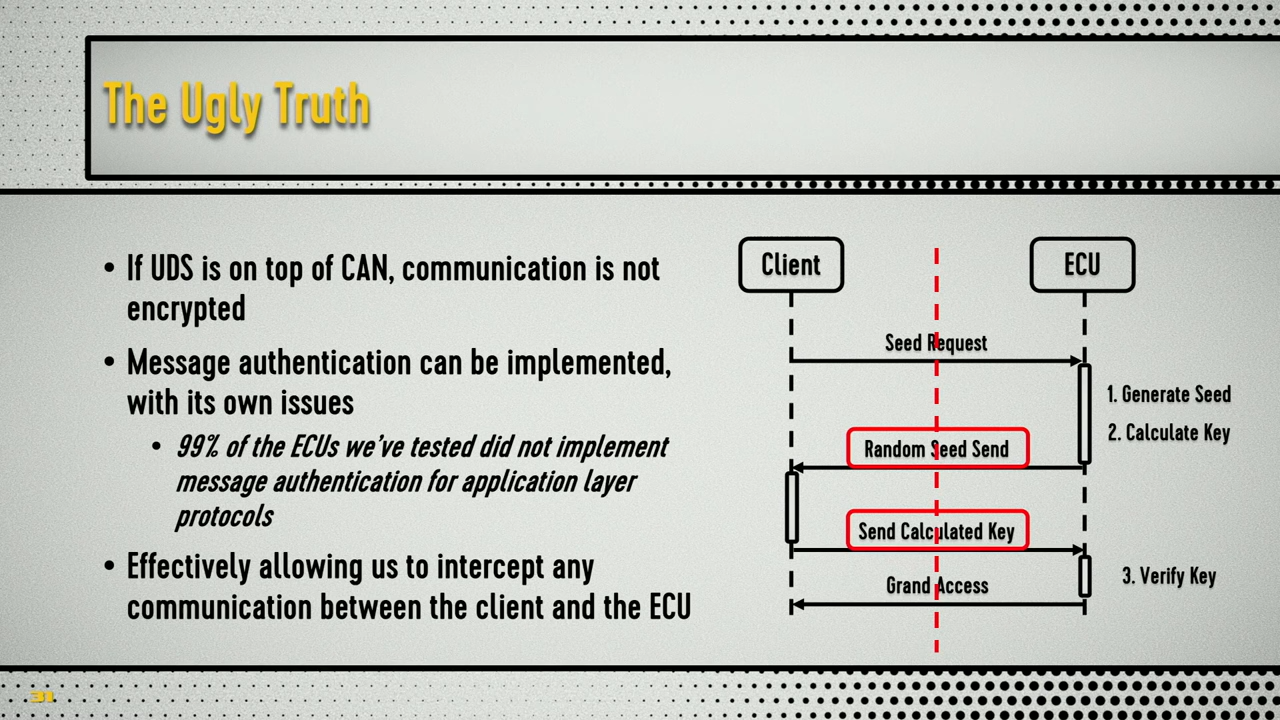 The Ugly Truth
• If UDS is on top of CAN, communication is not
encrypted
• Message authentication can be implemented,
with its own issues
• 99% of the ECUs we've tested did not implement
message authentication for application layer
protocols
• Effectively allowing us to intercept any
communication between the client and the ECU
Client
ECU
Seed Request
1. Generate Seed
2. Calculate Key
Random Seed Send
Send Calculated Key
3. Verify Key
Grand Access
31